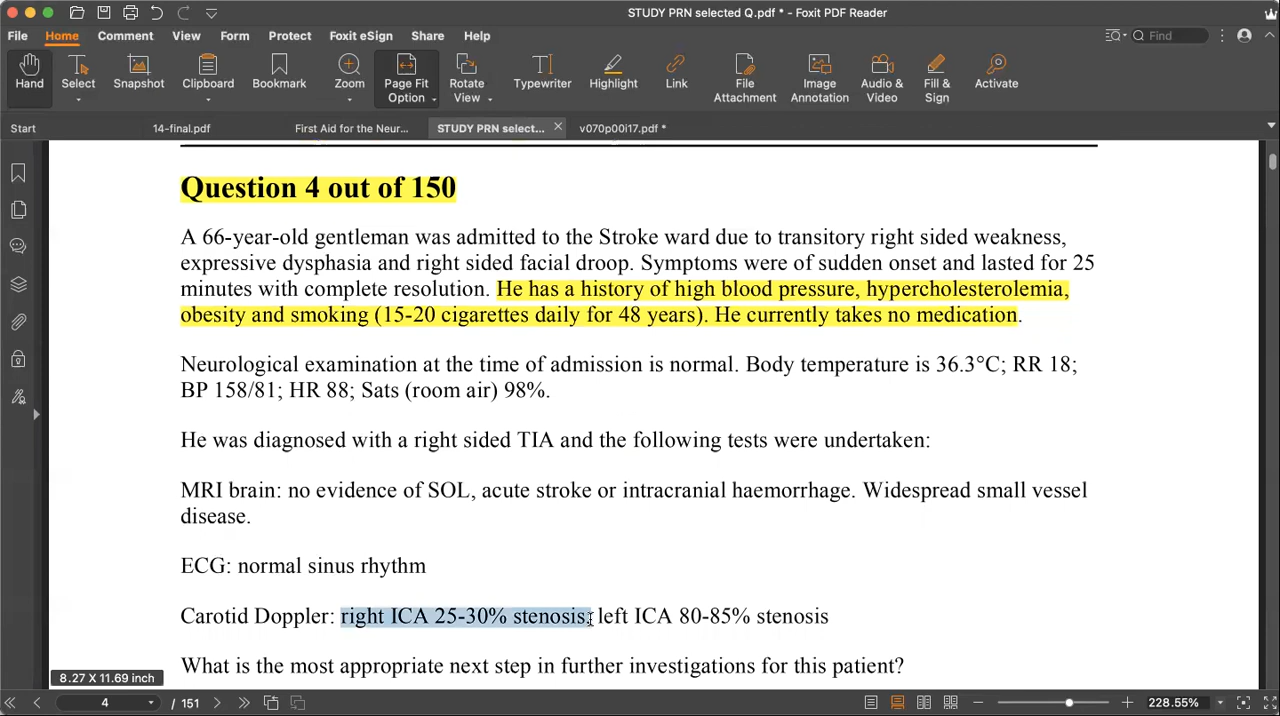 STUDY PRN selected Q.pdf * - Foxit PDF Reader
File Home Comment View Form Protect Foxit eSign Share Help
Find
Hand Select Snapshot Clipboard Bookmark Zoom Page Fit Option Rotate View Typewriter Highlight Link File Attachment Image Annotation Audio & Video Fill & Sign Activate
Start 14-final.pdf First Aid for the Neur... STUDY PRN select... v070p00i17.pdf *
Question 4 out of 150
A 66-year-old gentleman was admitted to the Stroke ward due to transitory right sided weakness,
expressive dysphasia and right sided facial droop. Symptoms were of sudden onset and lasted for 25
minutes with complete resolution. He has a history of high blood pressure, hypercholesterolemia,
obesity and smoking (15-20 cigarettes daily for 48 years). He currently takes no medication.
Neurological examination at the time of admission is normal. Body temperature is 36.3°C; RR 18;
BP 158/81; HR 88; Sats (room air) 98%.
He was diagnosed with a right sided TIA and the following tests were undertaken:
MRI brain: no evidence of SOL, acute stroke or intracranial haemorrhage. Widespread small vessel
disease.
ECG: normal sinus rhythm
Carotid Doppler: right ICA 25-30% stenosis; left ICA 80-85% stenosis
What is the most appropriate next step in further investigations for this patient?
8.27 X 11.69 inch
4 / 151 228.55%